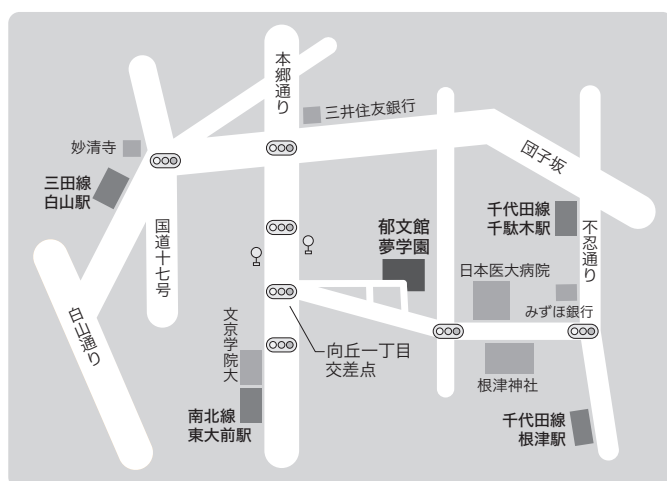 本郷通り
三井住友銀行
妙清寺
三田線
白山駅
団子坂
国道十七号
郁文館
夢学園
千代田線
千駄木駅
不忍通り
日本医大病院
みずほ銀行
白山通り
文京学院大
向丘一丁目
交差点
根津神社
南北線
東大前駅
千代田線
根津駅